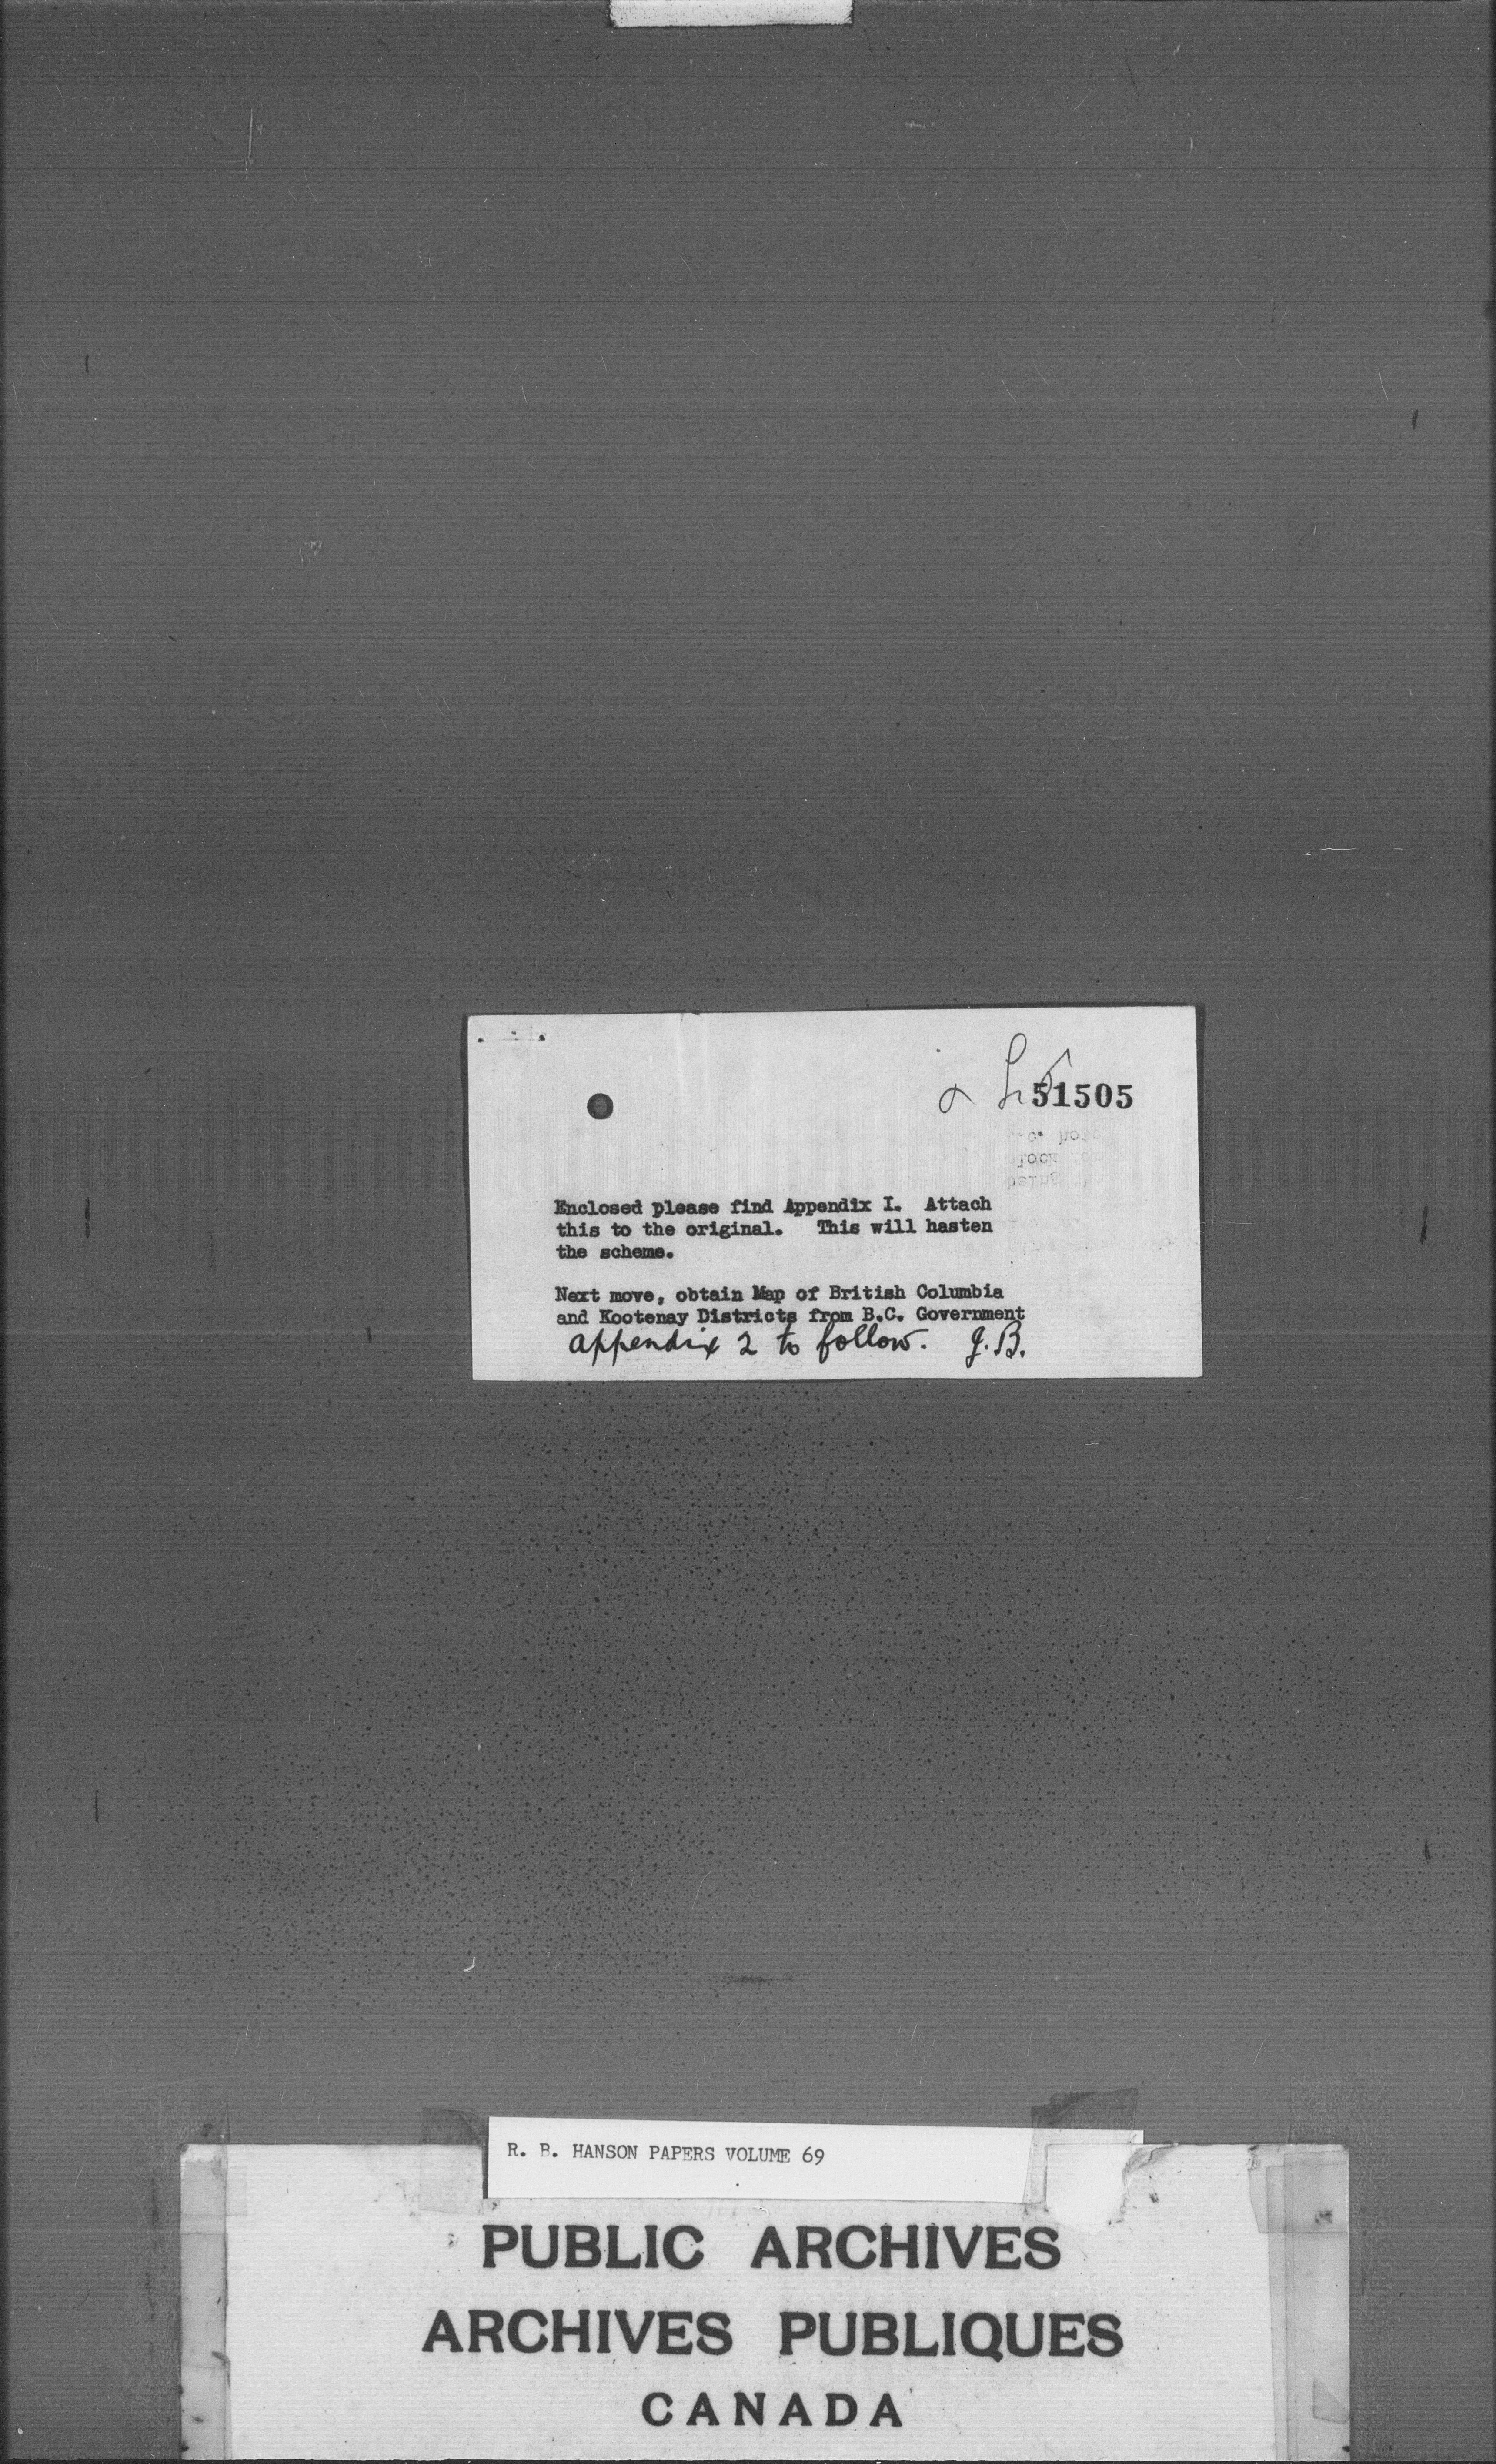 51505
Enclosed please find Appendix I. Attach
this to the original. This will hasten
the scheme.
Next move, obtain Map of British Columbia
and Kootenay Districts from B.C. Government
appendix 2 to follow. J.B.
R. B. HANSON PAPERS VOLUME 69
PUBLIC ARCHIVES
ARCHIVES PUBLIQUES
CANADA